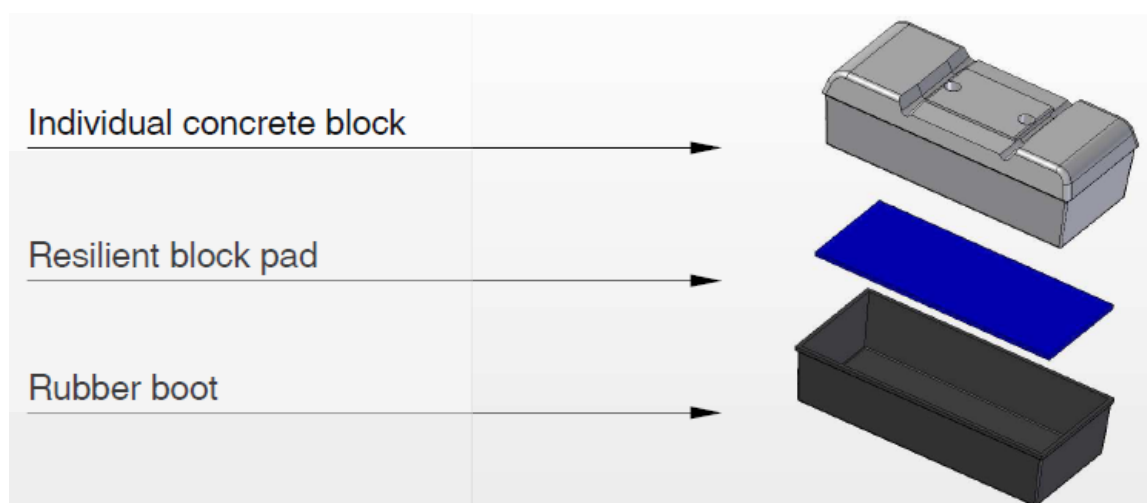 Individual concrete block
Resilient block pad
Rubber boot